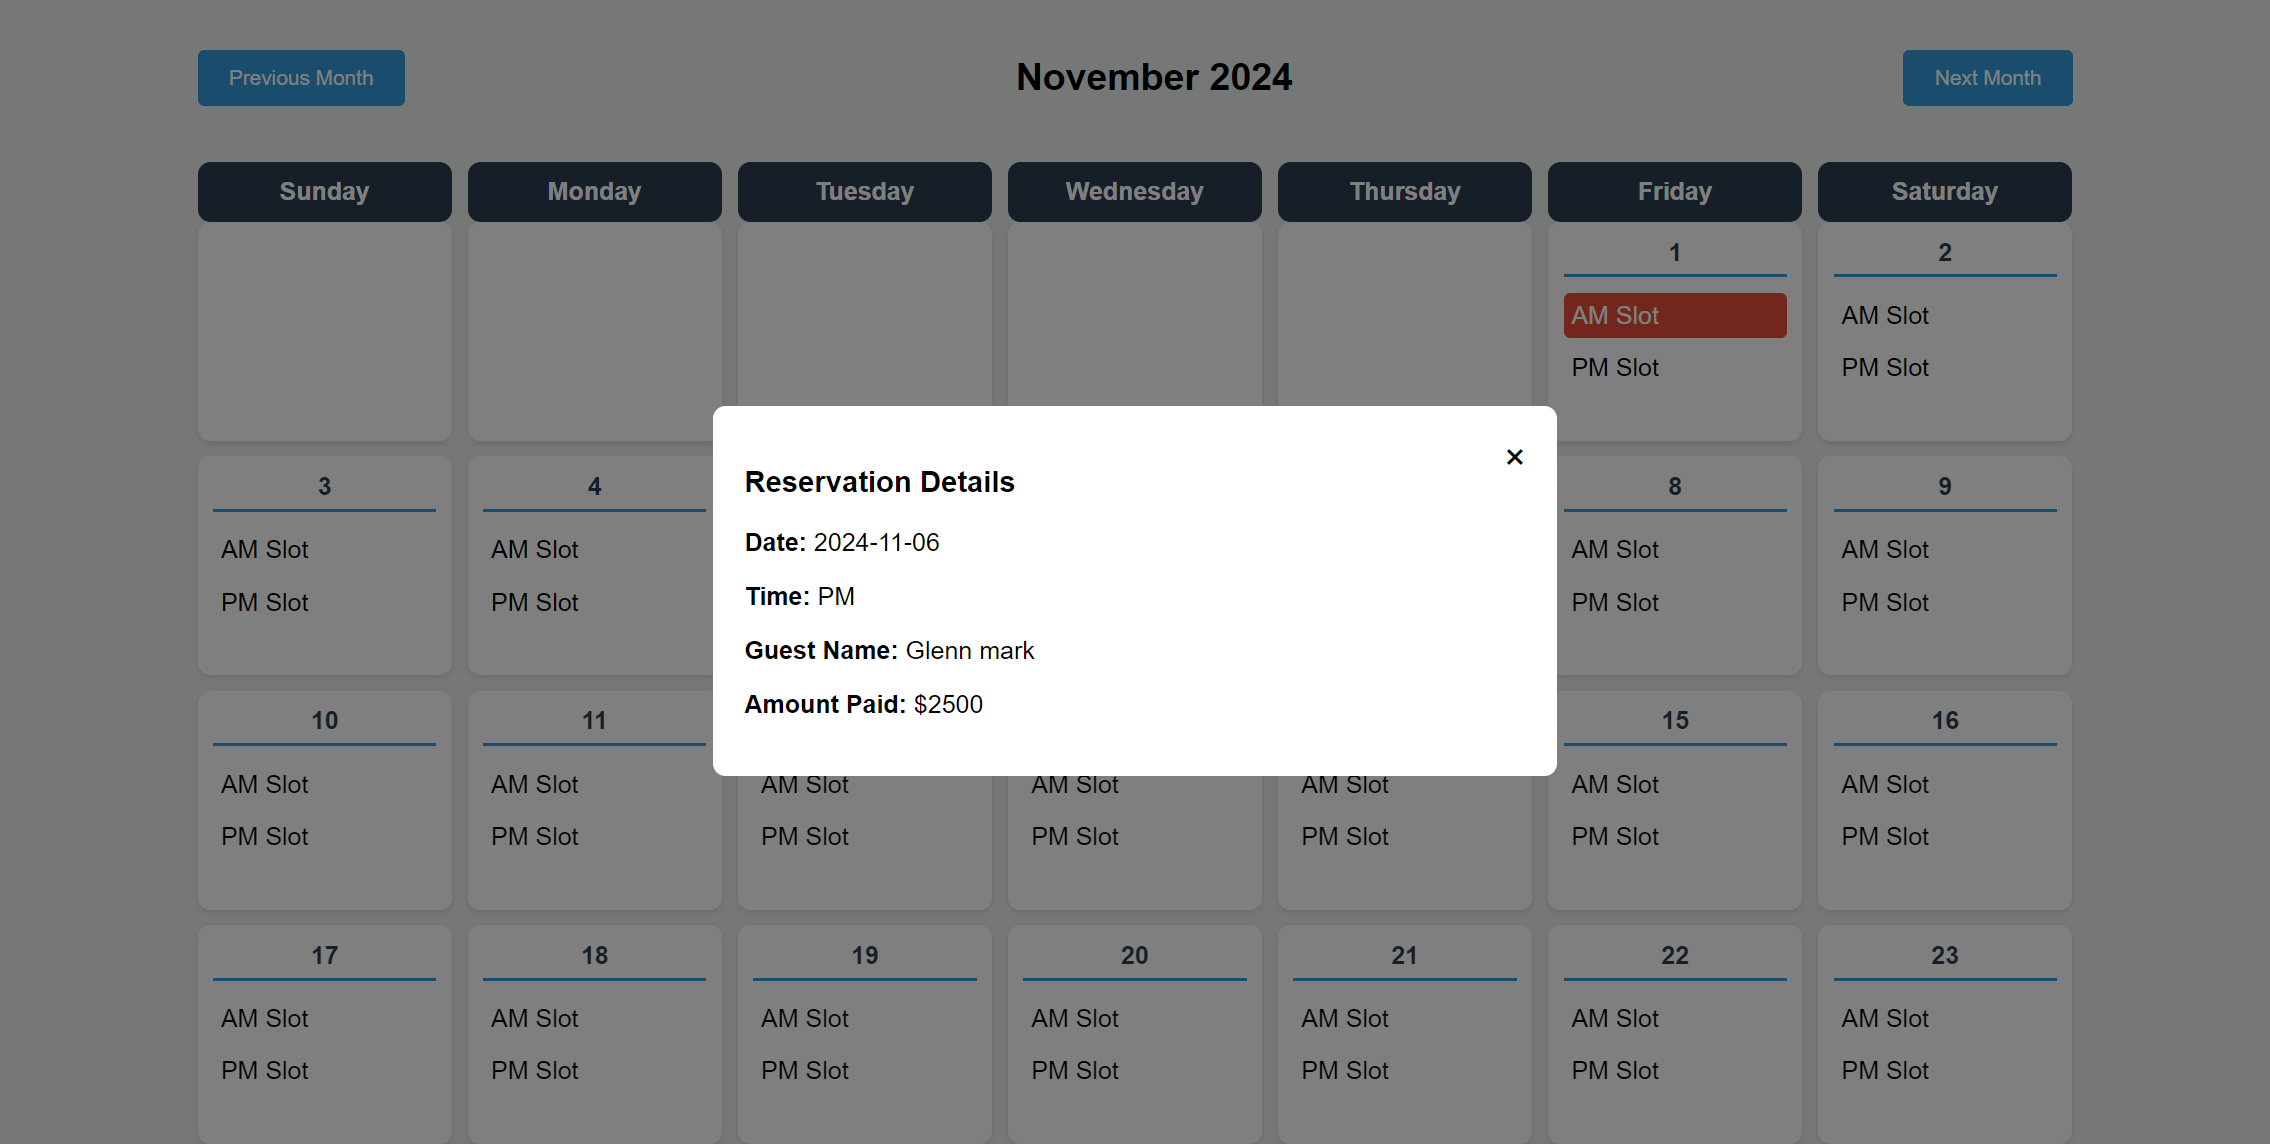 Previous Month November 2024 Next Month
Sunday Monday Tuesday Wednesday Thursday Friday Saturday
1 2
AM Slot AM Slot
PM Slot PM Slot
×
Reservation Details
Date: 2024-11-06
Time: PM
Guest Name: Glenn mark
Amount Paid: $2500
3 4 8 9
AM Slot AM Slot AM Slot AM Slot
PM Slot PM Slot PM Slot PM Slot
10 11 15 16
AM Slot AM Slot AM Slot AM Slot AM Slot AM Slot AM Slot
PM Slot PM Slot PM Slot PM Slot PM Slot PM Slot PM Slot
17 18 19 20 21 22 23
AM Slot AM Slot AM Slot AM Slot AM Slot AM Slot AM Slot
PM Slot PM Slot PM Slot PM Slot PM Slot PM Slot PM Slot